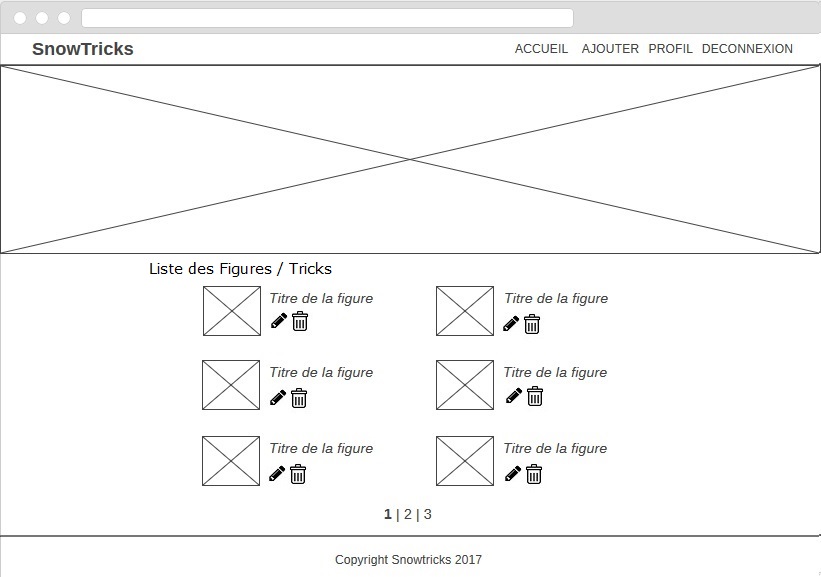 SnowTricks ACCUEIL AJOUTER PROFIL DECONNEXION
Liste des Figures / Tricks
Titre de la figure Titre de la figure
Titre de la figure Titre de la figure
Titre de la figure Titre de la figure
1 | 2 | 3
Copyright Snowtricks 2017